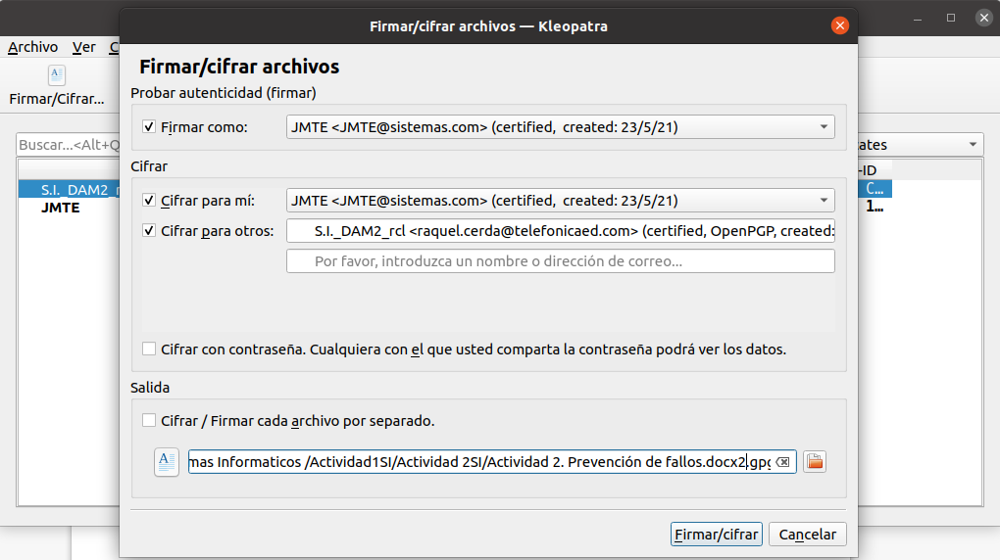 Firmar/cifrar archivos — Kleopatra
Archivo Ver C
Firmar/cifrar archivos
Firmar/Cifrar...
Probar autenticidad (firmar)
Firmar como: JMTE <JMTE@sistemas.com> (certified, created: 23/5/21)
Buscar...<Alt+Q
ates
Cifrar
-ID
S.I._DAM2_r
C...
Cifrar para mí: JMTE <JMTE@sistemas.com> (certified, created: 23/5/21)
JMTE
1...
Cifrar para otros: S.I._DAM2_rcl <raquel.cerda@telefonicaed.com> (certified, OpenPGP, created:
Por favor, introduzca un nombre o dirección de correo...
Cifrar con contraseña. Cualquiera con el que usted comparta la contraseña podrá ver los datos.
Salida
Cifrar / Firmar cada archivo por separado.
mas Informaticos /Actividad1SI/Actividad 2SI/Actividad 2. Prevención de fallos.docx2.gpg
Firmar/cifrar Cancelar